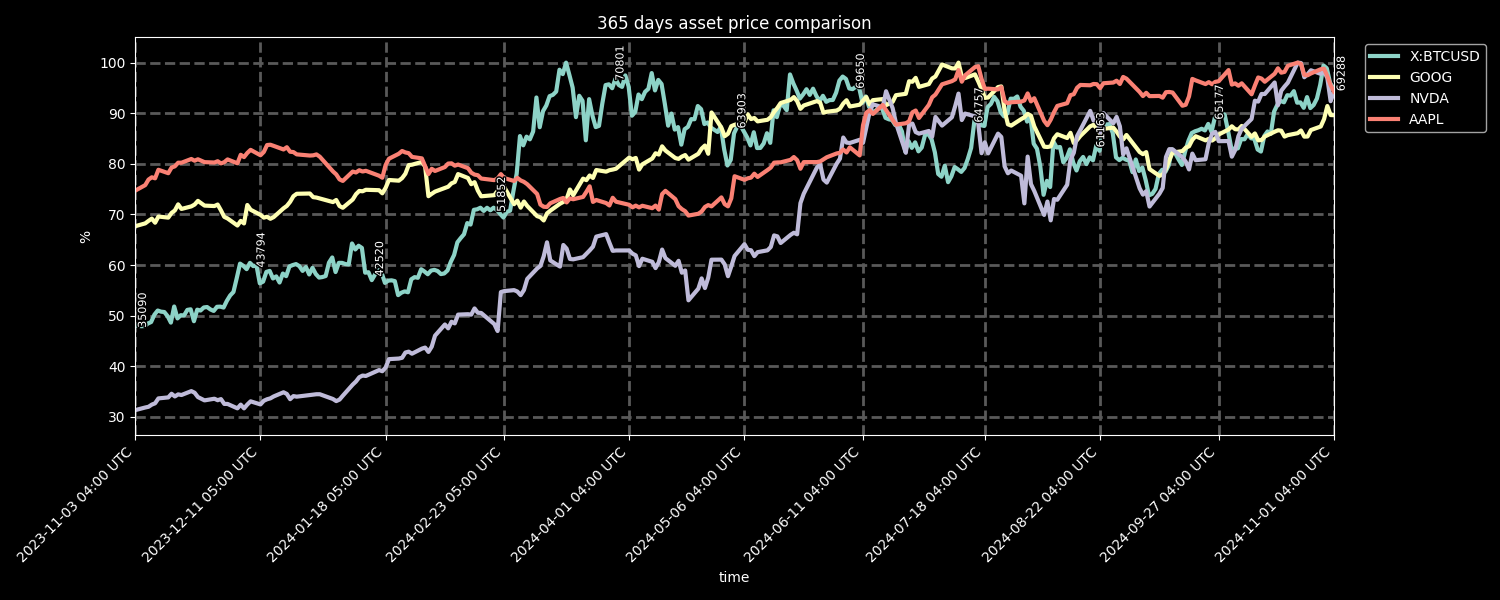 365 days asset price comparison
X:BTCUSD
GOOG
NVDA
AAPL
%
100
90
80
70
60
50
40
30
35090
43794
42520
51852
70801
63903
69650
64757
61163
65177
69288
2023-11-03 04:00 UTC
2023-12-11 05:00 UTC
2024-01-18 05:00 UTC
2024-02-23 05:00 UTC
2024-04-01 04:00 UTC
2024-05-06 04:00 UTC
2024-06-11 04:00 UTC
2024-07-18 04:00 UTC
2024-08-22 04:00 UTC
2024-09-27 04:00 UTC
2024-11-01 04:00 UTC
time